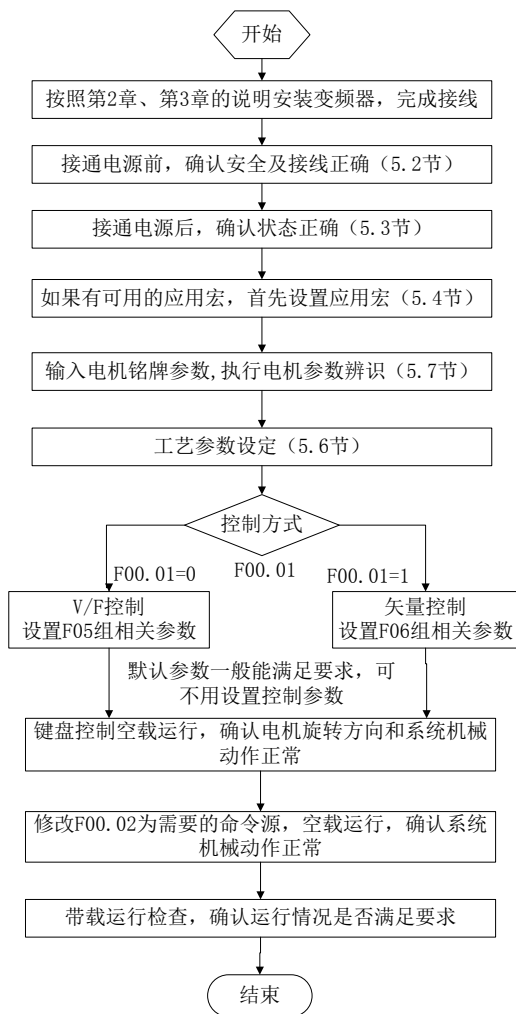 开始
按照第2章、第3章的说明安装变频器，完成接线
接通电源前，确认安全及接线正确（5.2节）
接通电源后，确认状态正确（5.3节）
如果有可用的应用宏，首先设置应用宏（5.4节）
输入电机铭牌参数,执行电机参数辨识（5.7节）
工艺参数设定（5.6节）
控制方式
F00.01=0
F00.01
F00.01=1
V/F控制
设置F05组相关参数
矢量控制
设置F06组相关参数
默认参数一般能满足要求，可
不用设置控制参数
键盘控制空载运行，确认电机旋转方向和系统机械
动作正常
修改F00.02为需要的命令源，空载运行，确认系统
机械动作正常
带载运行检查，确认运行情况是否满足要求
结束